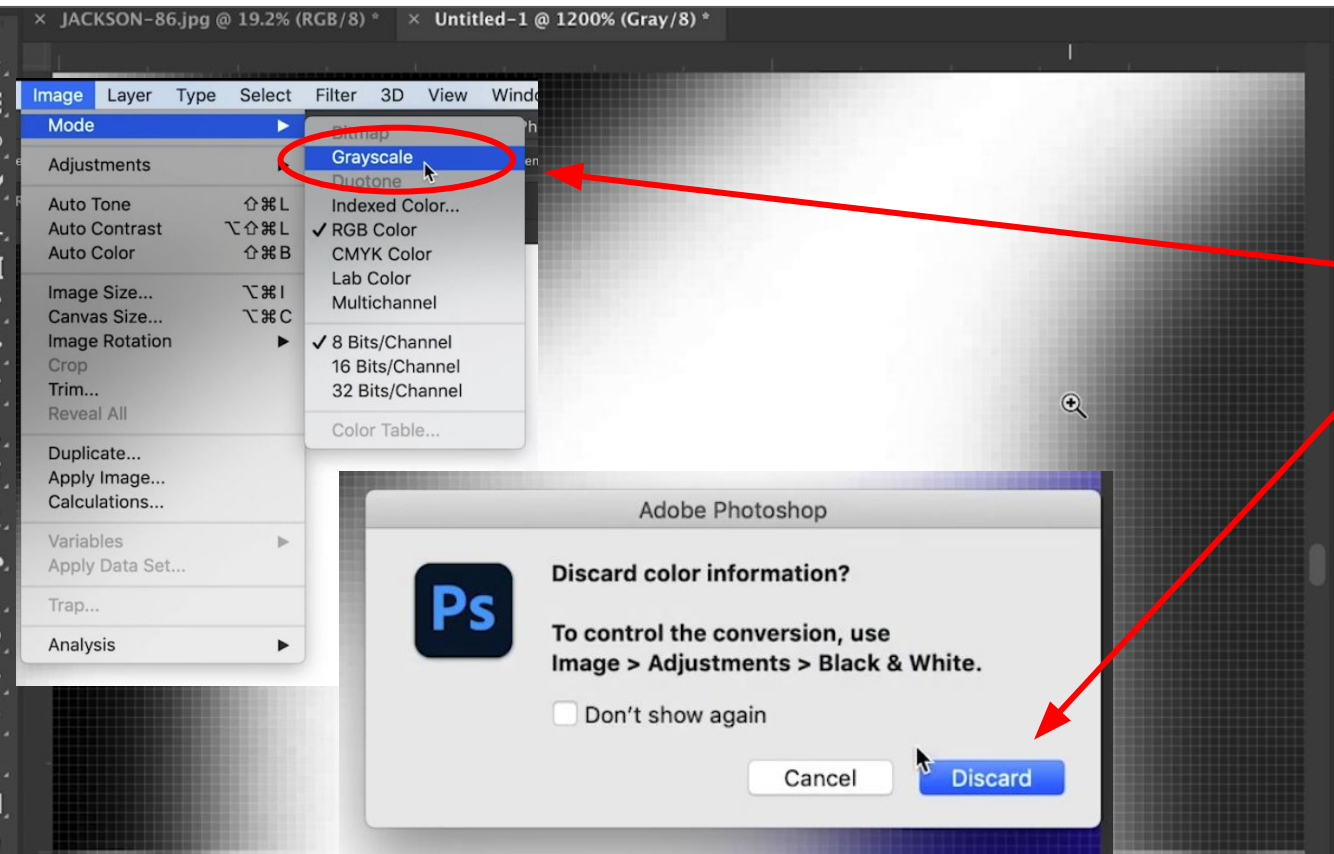 × JACKSON-86.jpg @ 19.2% (RGB/8) *
× Untitled-1 @ 1200% (Gray/8) *
Image Layer Type Select Filter 3D View
Mode ▶
Adjustments
Auto Tone ⇧⌘L
Auto Contrast ⌥⇧⌘L
Auto Color ⇧⌘B
Image Size... ⌥⌘I
Canvas Size... ⌥⌘C
Image Rotation ▶
Crop
Trim...
Reveal All
Duplicate...
Apply Image...
Calculations...
Variables ▶
Apply Data Set...
Trap...
Analysis ▶
Bitmap
Grayscale
Duotone
Indexed Color...
✓ RGB Color
CMYK Color
Lab Color
Multichannel
✓ 8 Bits/Channel
16 Bits/Channel
32 Bits/Channel
Color Table...
Adobe Photoshop
Ps
Discard color information?
To control the conversion, use
Image > Adjustments > Black & White.
Don't show again
Cancel Discard